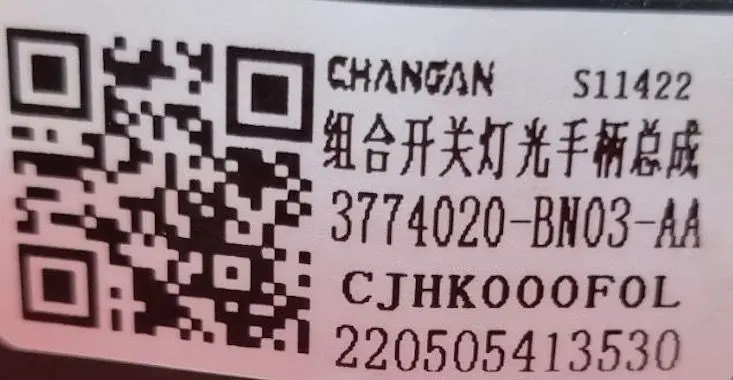 CHANGAN S11422
组合开关灯光手柄总成
3774020-BN03-AA
CJHK000F0L
220505413530